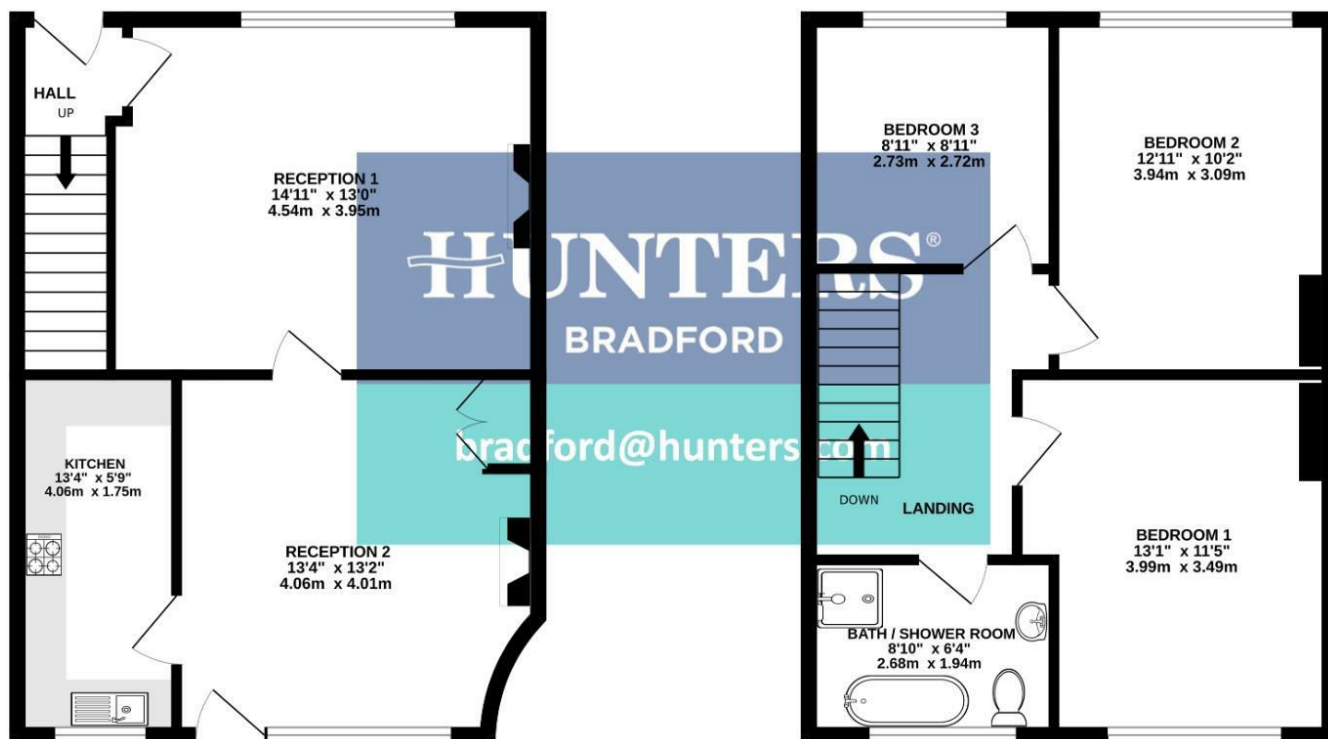 HALL
UP
RECEPTION 1
14'11" x 13'0"
4.54m x 3.95m
KITCHEN
13'4" x 5'9"
4.06m x 1.75m
RECEPTION 2
13'4" x 13'2"
4.06m x 4.01m
HUNTERS®
BRADFORD
bradford@hunters.com
BEDROOM 3
8'11" x 8'11"
2.73m x 2.72m
BEDROOM 2
12'11" x 10'2"
3.94m x 3.09m
DOWN
LANDING
BEDROOM 1
13'1" x 11'5"
3.99m x 3.49m
BATH / SHOWER ROOM
8'10" x 6'4"
2.68m x 1.94m